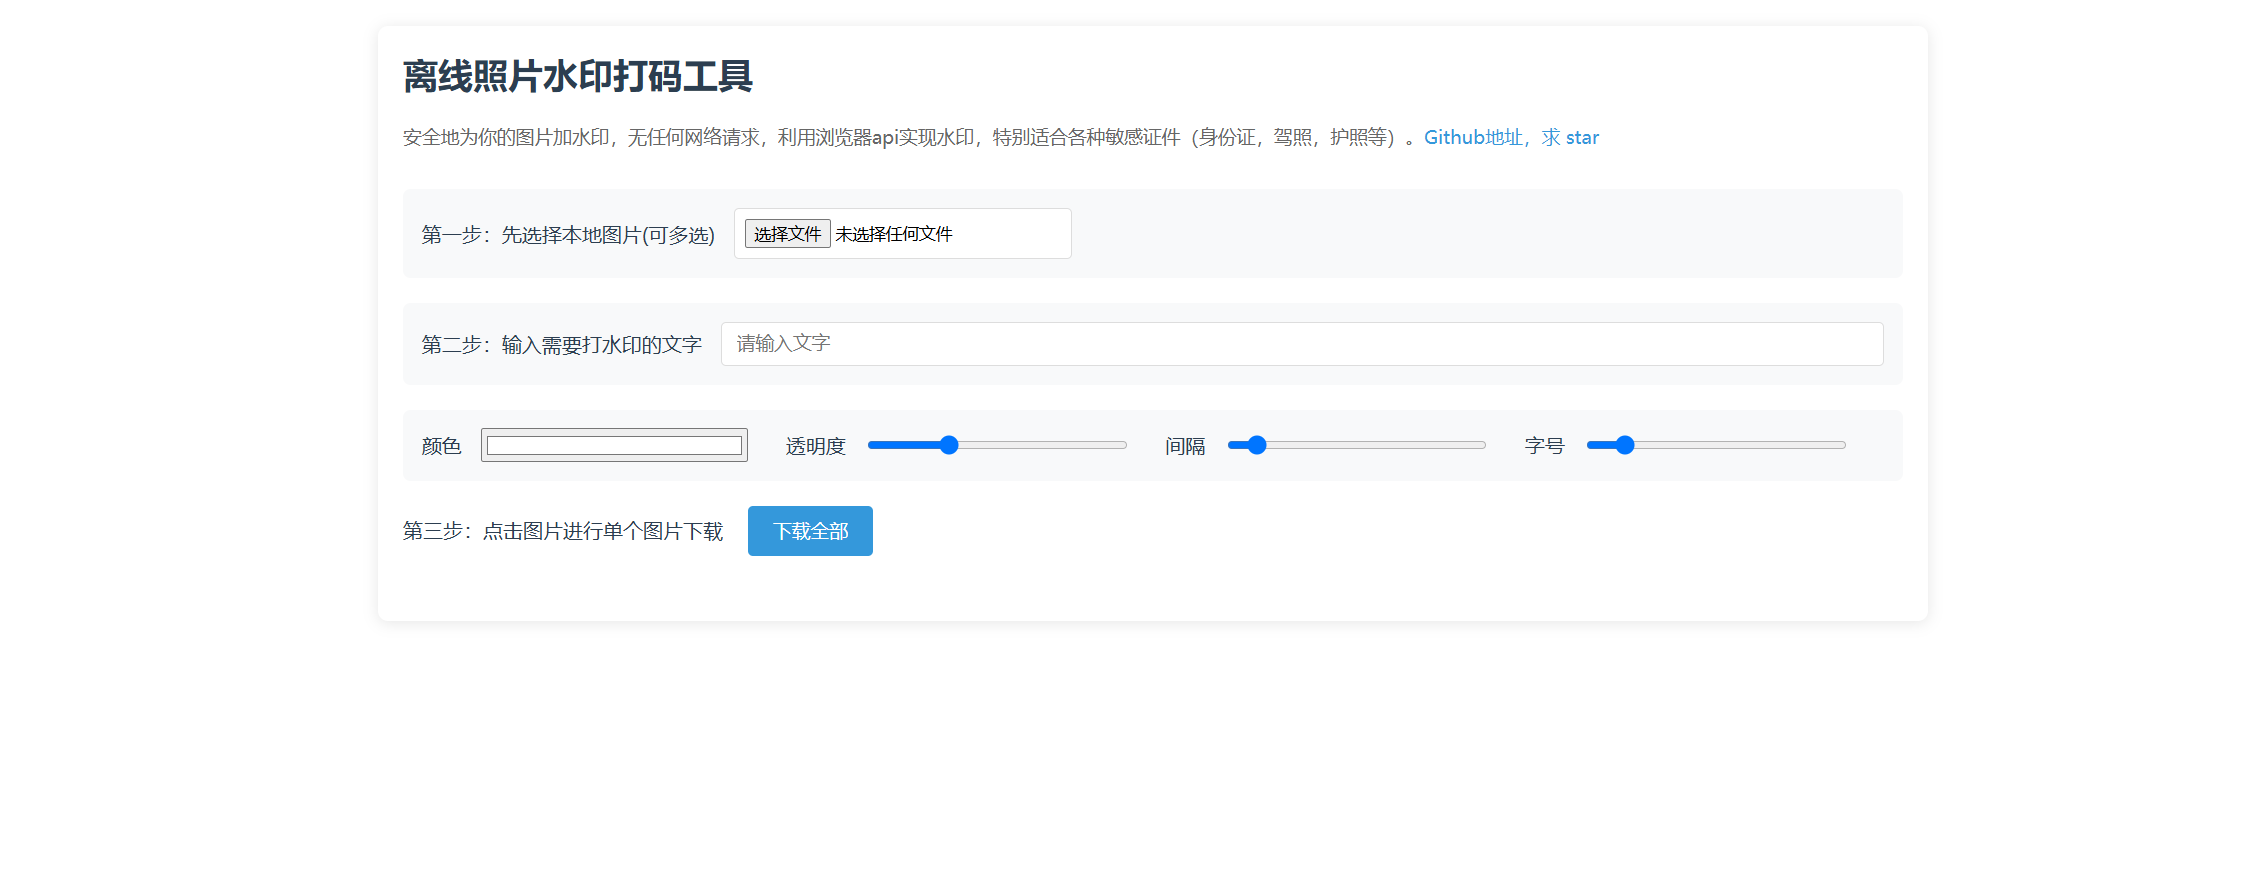 离线照片水印打码工具
安全地为你的图片加水印，无任何网络请求，利用浏览器api实现水印，特别适合各种敏感证件（身份证，驾照，护照等）。Github地址，求 star
第一步：先选择本地图片(可多选) 选择文件 未选择任何文件
第二步：输入需要打水印的文字 请输入文字
颜色 透明度 间隔 字号
第三步：点击图片进行单个图片下载 下载全部